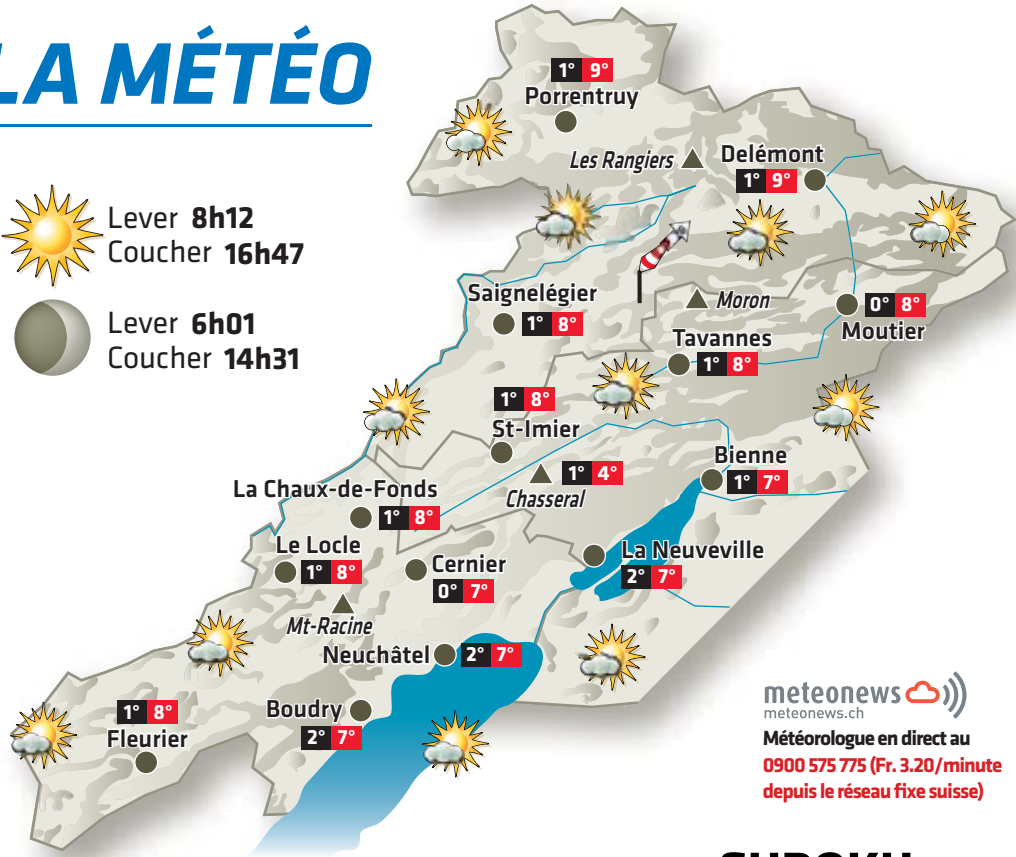 LA MÉTÉO
Lever 8h12
Coucher 16h47
Lever 6h01
Coucher 14h31
1° 9°
Porrentruy
Les Rangiers
Delémont
1° 9°
Saignelégier
1° 8°
Moron
0° 8°
Moutier
Tavannes
1° 8°
1° 8°
St-Imier
1° 4°
Chasseral
Bienne
1° 7°
La Chaux-de-Fonds
1° 8°
Le Locle
1° 8°
Cernier
0° 7°
La Neuveville
2° 7°
Mt-Racine
Neuchâtel
2° 7°
Boudry
2° 7°
1° 8°
Fleurier
meteonews
meteonews.ch
Météorologue en direct au
0900 575 775 (Fr. 3.20/minute
depuis le réseau fixe suisse)